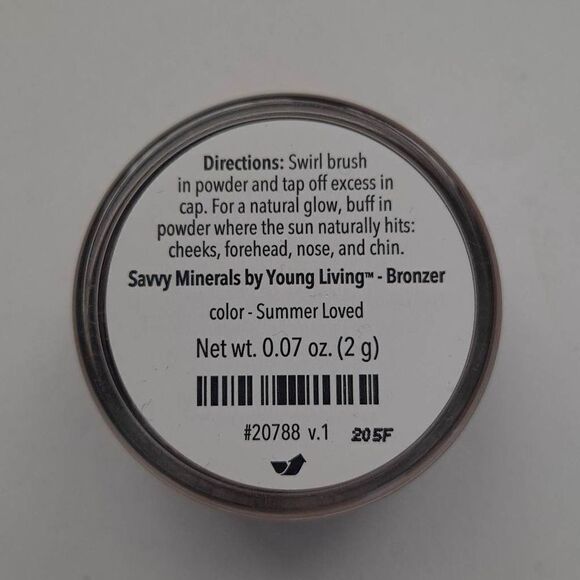 Directions: Swirl brush
in powder and tap off excess in
cap. For a natural glow, buff in
powder where the sun naturally hits:
cheeks, forehead, nose, and chin.
Savvy Minerals by Young Living™ - Bronzer
color - Summer Loved
Net wt. 0.07 oz. (2 g)
#20788 v.1 205F